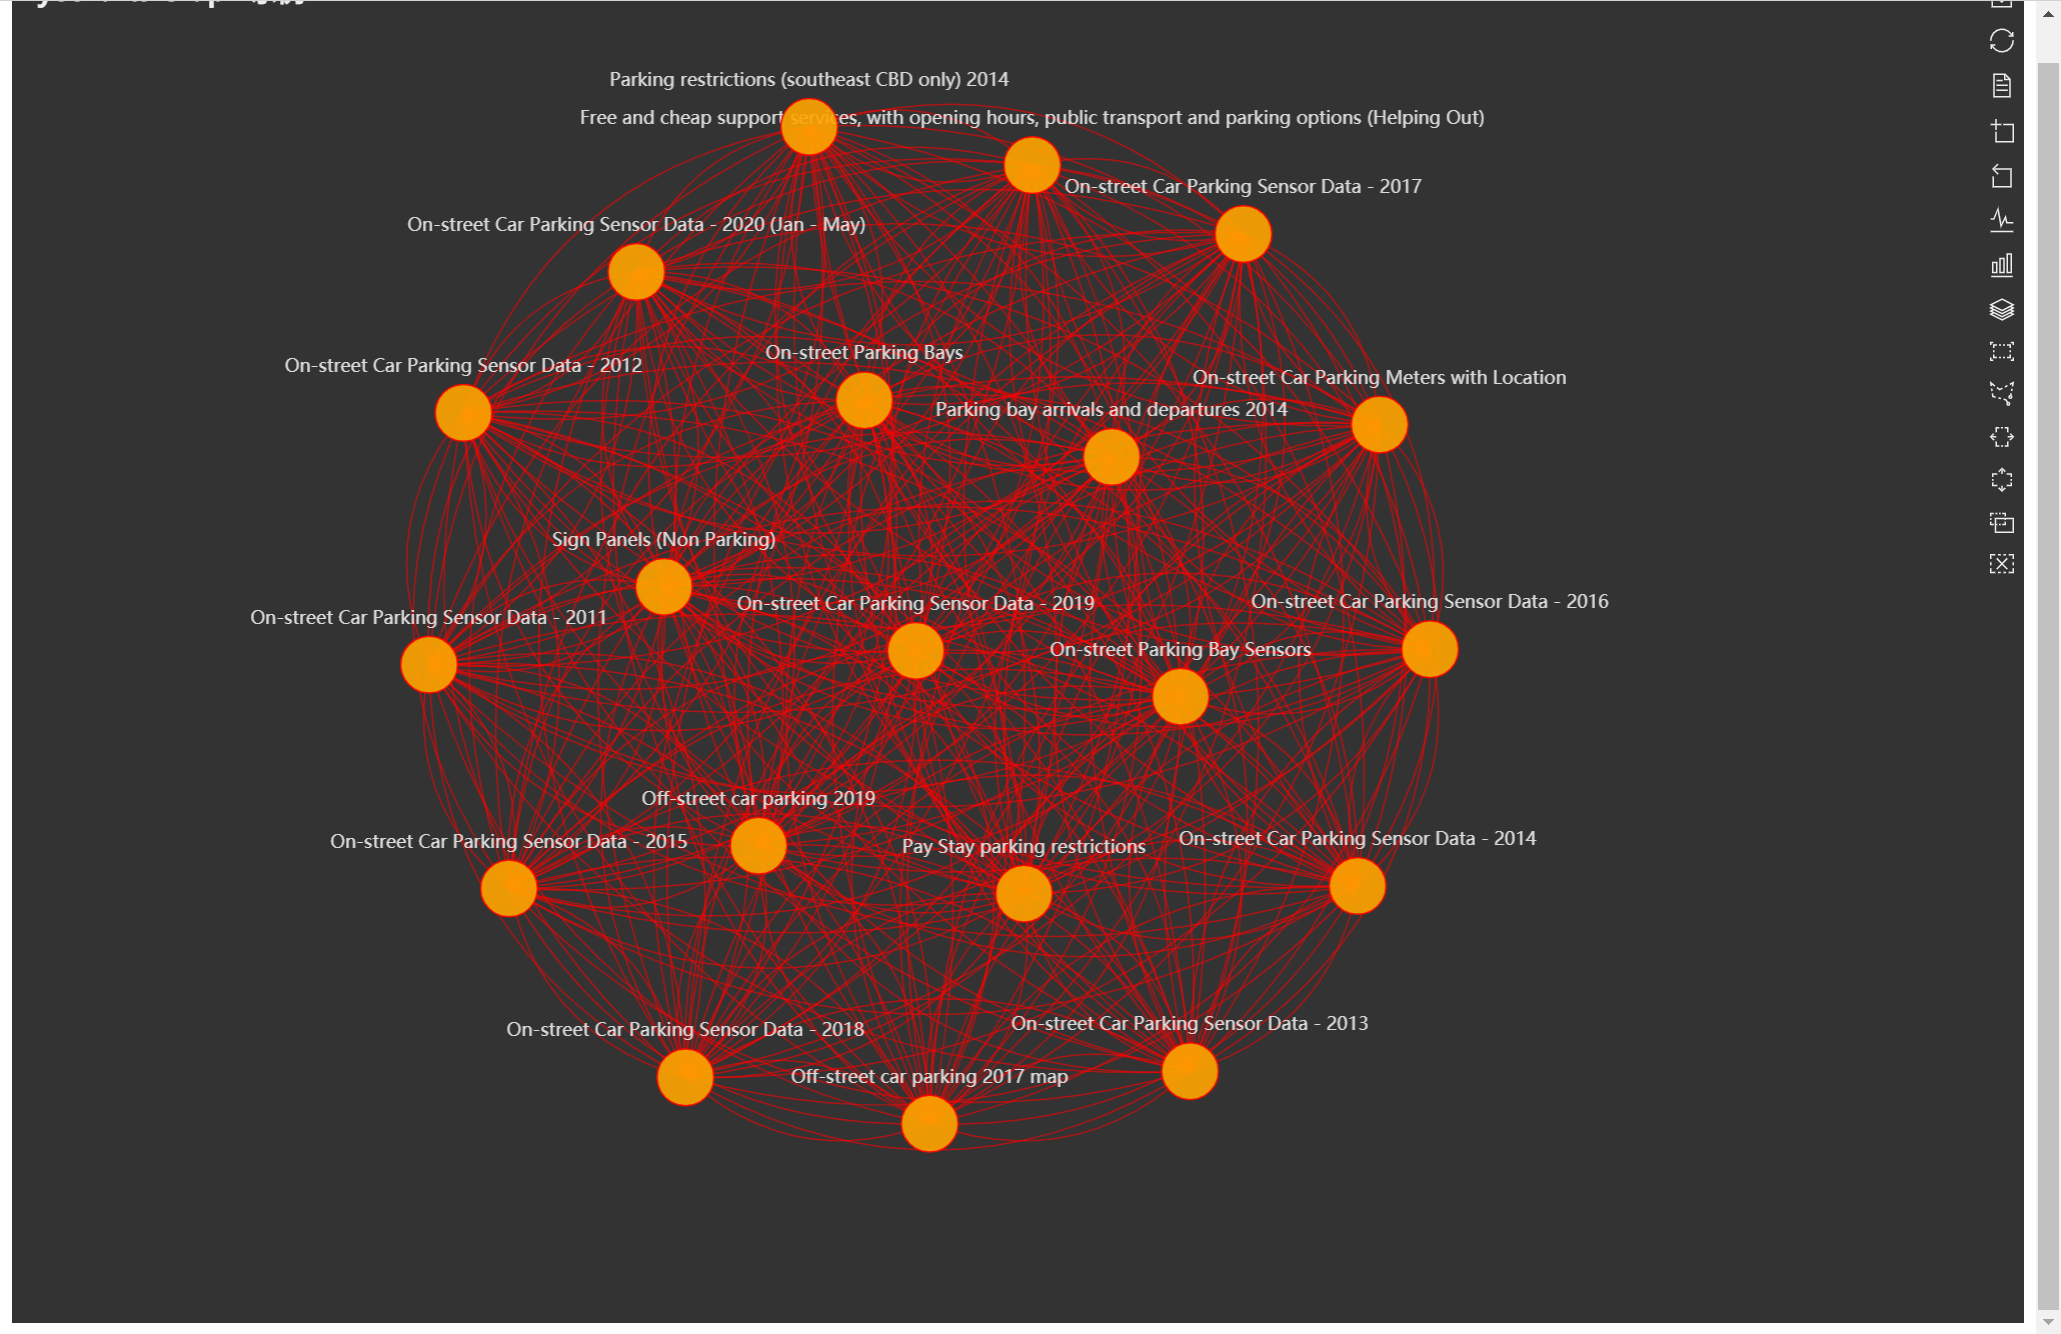 Parking restrictions (southeast CBD only) 2014
Free and cheap support services, with opening hours, public transport and parking options (Helping Out)
On-street Car Parking Sensor Data - 2017
On-street Car Parking Sensor Data - 2020 (Jan - May)
On-street Parking Bays
On-street Car Parking Sensor Data - 2012
On-street Car Parking Meters with Location
Parking bay arrivals and departures 2014
Sign Panels (Non Parking)
On-street Car Parking Sensor Data - 2019
On-street Car Parking Sensor Data - 2016
On-street Car Parking Sensor Data - 2011
On-street Parking Bay Sensors
Off-street car parking 2019
On-street Car Parking Sensor Data - 2014
On-street Car Parking Sensor Data - 2015
Pay Stay parking restrictions
On-street Car Parking Sensor Data - 2013
On-street Car Parking Sensor Data - 2018
Off-street car parking 2017 map